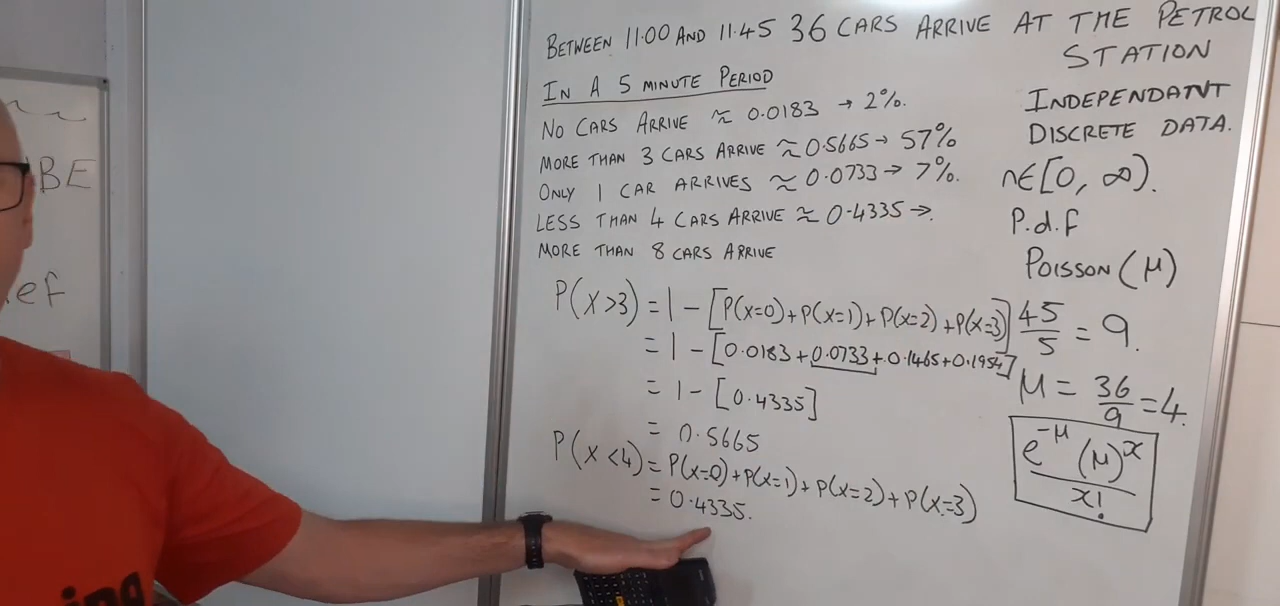 BETWEEN 11.00 AND 11.45 36 CARS ARRIVE AT THE PETROL
STATION
IN A 5 MINUTE PERIOD
NO CARS ARRIVE ≈ 0.0183 → 2%.
MORE THAN 3 CARS ARRIVE ≈ 0.5665 → 57%
ONLY 1 CAR ARRIVES ≈ 0.0733 → 7%.
LESS THAN 4 CARS ARRIVE ≈ 0.4335 →.
MORE THAN 8 CARS ARRIVE
P(X>3) = 1 - [P(X=0) + P(X=1) + P(X=2) + P(X=3)]
= 1 - [0.0183 + 0.0733 + 0.1465 + 0.1954]
= 1 - [0.4335]
= 0.5665
P(X<4) = P(X=0) + P(X=1) + P(X=2) + P(X=3)
= 0.4335.
INDEPENDANT
DISCRETE DATA.
n∈[0, ∞).
P.d.f
POISSON (μ)
45/5 = 9.
μ = 36/9 = 4.
e^-μ (μ)^x / x!
BE
ef